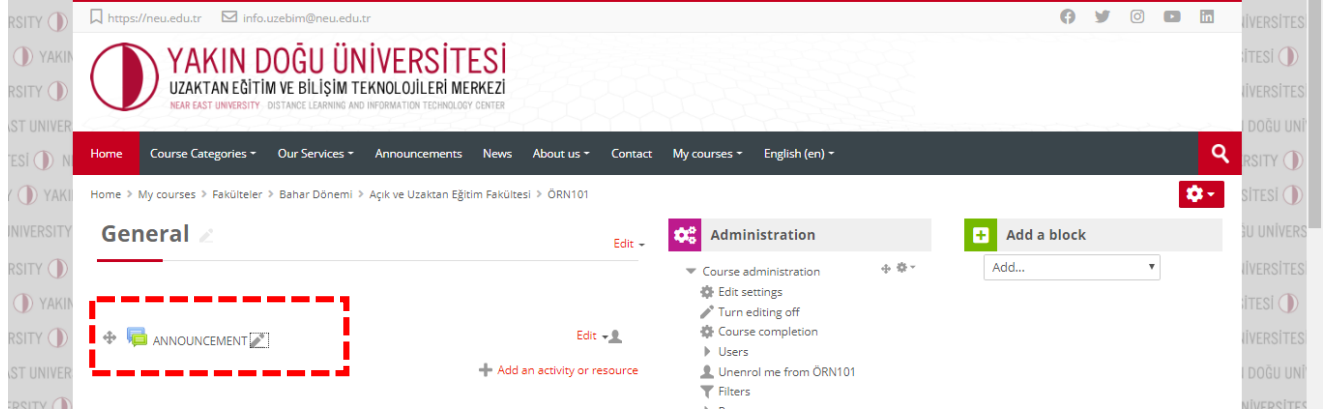 https://neu.edu.tr info.uzebim@neu.edu.tr
YAKIN DOĞU ÜNİVERSİTESİ
UZAKTAN EĞİTİM VE BİLİŞİM TEKNOLOJİLERİ MERKEZİ
NEAR EAST UNIVERSITY DISTANCE LEARNING AND INFORMATION TECHNOLOGY CENTER
Home Course Categories Our Services Announcements News About us Contact My courses English (en)
Home > My courses > Fakülteler > Bahar Dönemi > Açık ve Uzaktan Eğitim Fakültesi > ÖRN101
General
Edit
ANNOUNCEMENT
Edit
Add an activity or resource
Administration
Course administration
Edit settings
Turn editing off
Course completion
Users
Unenrol me from ÖRN101
Filters
Add a block
Add...